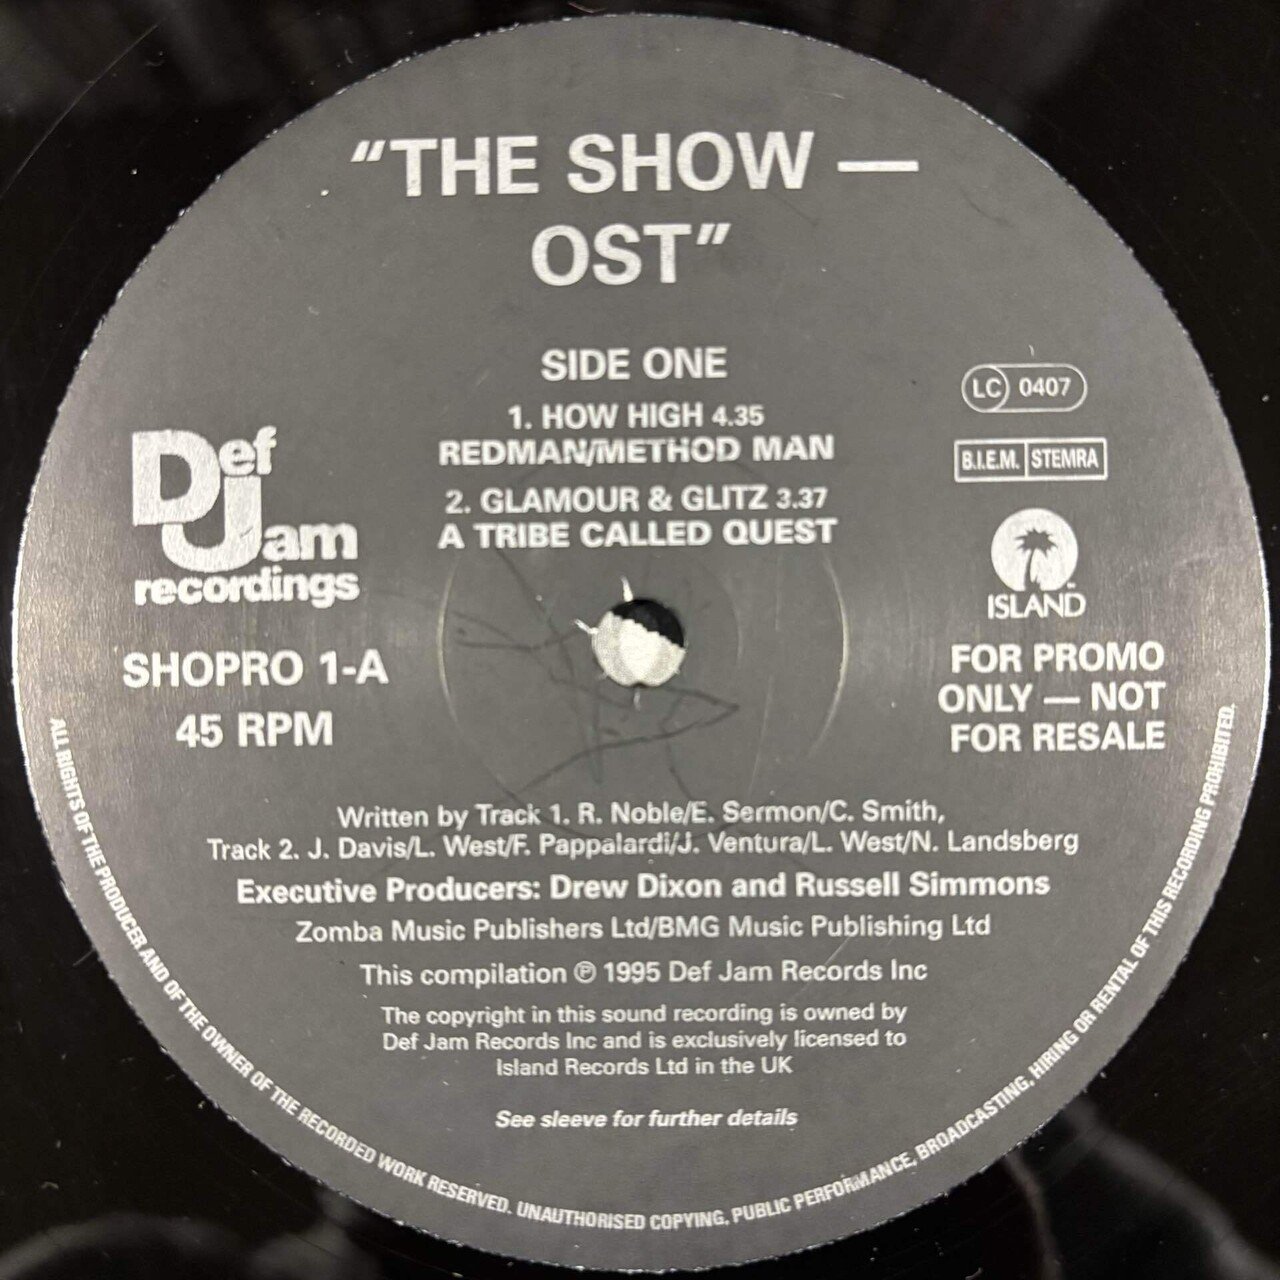 "THE SHOW —
OST"
SIDE ONE
1. HOW HIGH 4.35
REDMAN/METHOD MAN
2. GLAMOUR & GLITZ 3.37
A TRIBE CALLED QUEST
Def
Jam
recordings
SHOPRO 1-A
45 RPM
LC 0407
B.I.E.M. STEMRA
ISLAND
TM
FOR PROMO
ONLY — NOT
FOR RESALE
Written by Track 1. R. Noble/E. Sermon/C. Smith,
Track 2. J. Davis/L. West/F. Pappalardi/J. Ventura/L. West/N. Landsberg
Executive Producers: Drew Dixon and Russell Simmons
Zomba Music Publishers Ltd/BMG Music Publishing Ltd
This compilation ℗ 1995 Def Jam Records Inc
The copyright in this sound recording is owned by
Def Jam Records Inc and is exclusively licensed to
Island Records Ltd in the UK
See sleeve for further details
ALL RIGHTS OF THE PRODUCER AND OF THE OWNER OF THE RECORDED WORK RESERVED. UNAUTHORISED COPYING, PUBLIC PERFORMANCE, BROADCASTING, HIRING OR RENTAL OF THIS RECORDING PROHIBITED.